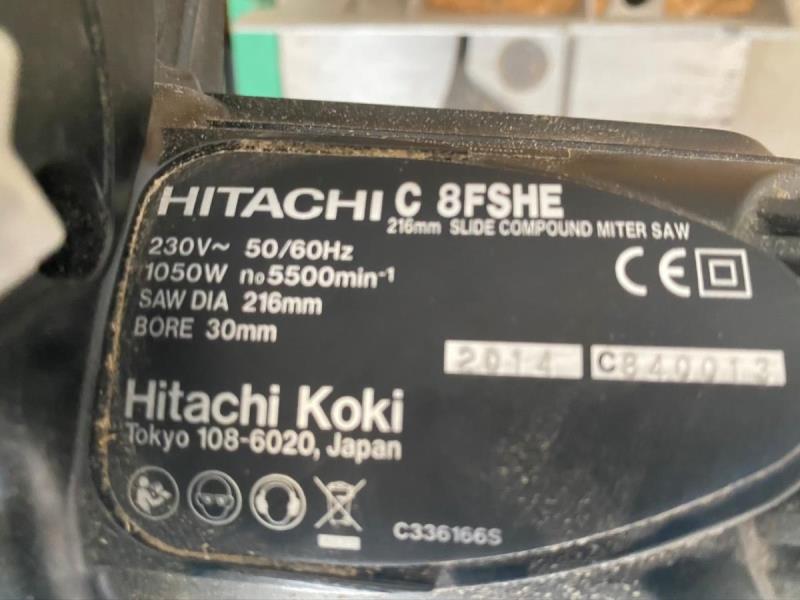 HITACHI C 8FSHE
216mm SLIDE COMPOUND MITER SAW
230V~ 50/60Hz
1050W no5500min-1
SAW DIA 216mm
BORE 30mm
CE
2014 C840013
Hitachi Koki
Tokyo 108-6020, Japan
C336166S